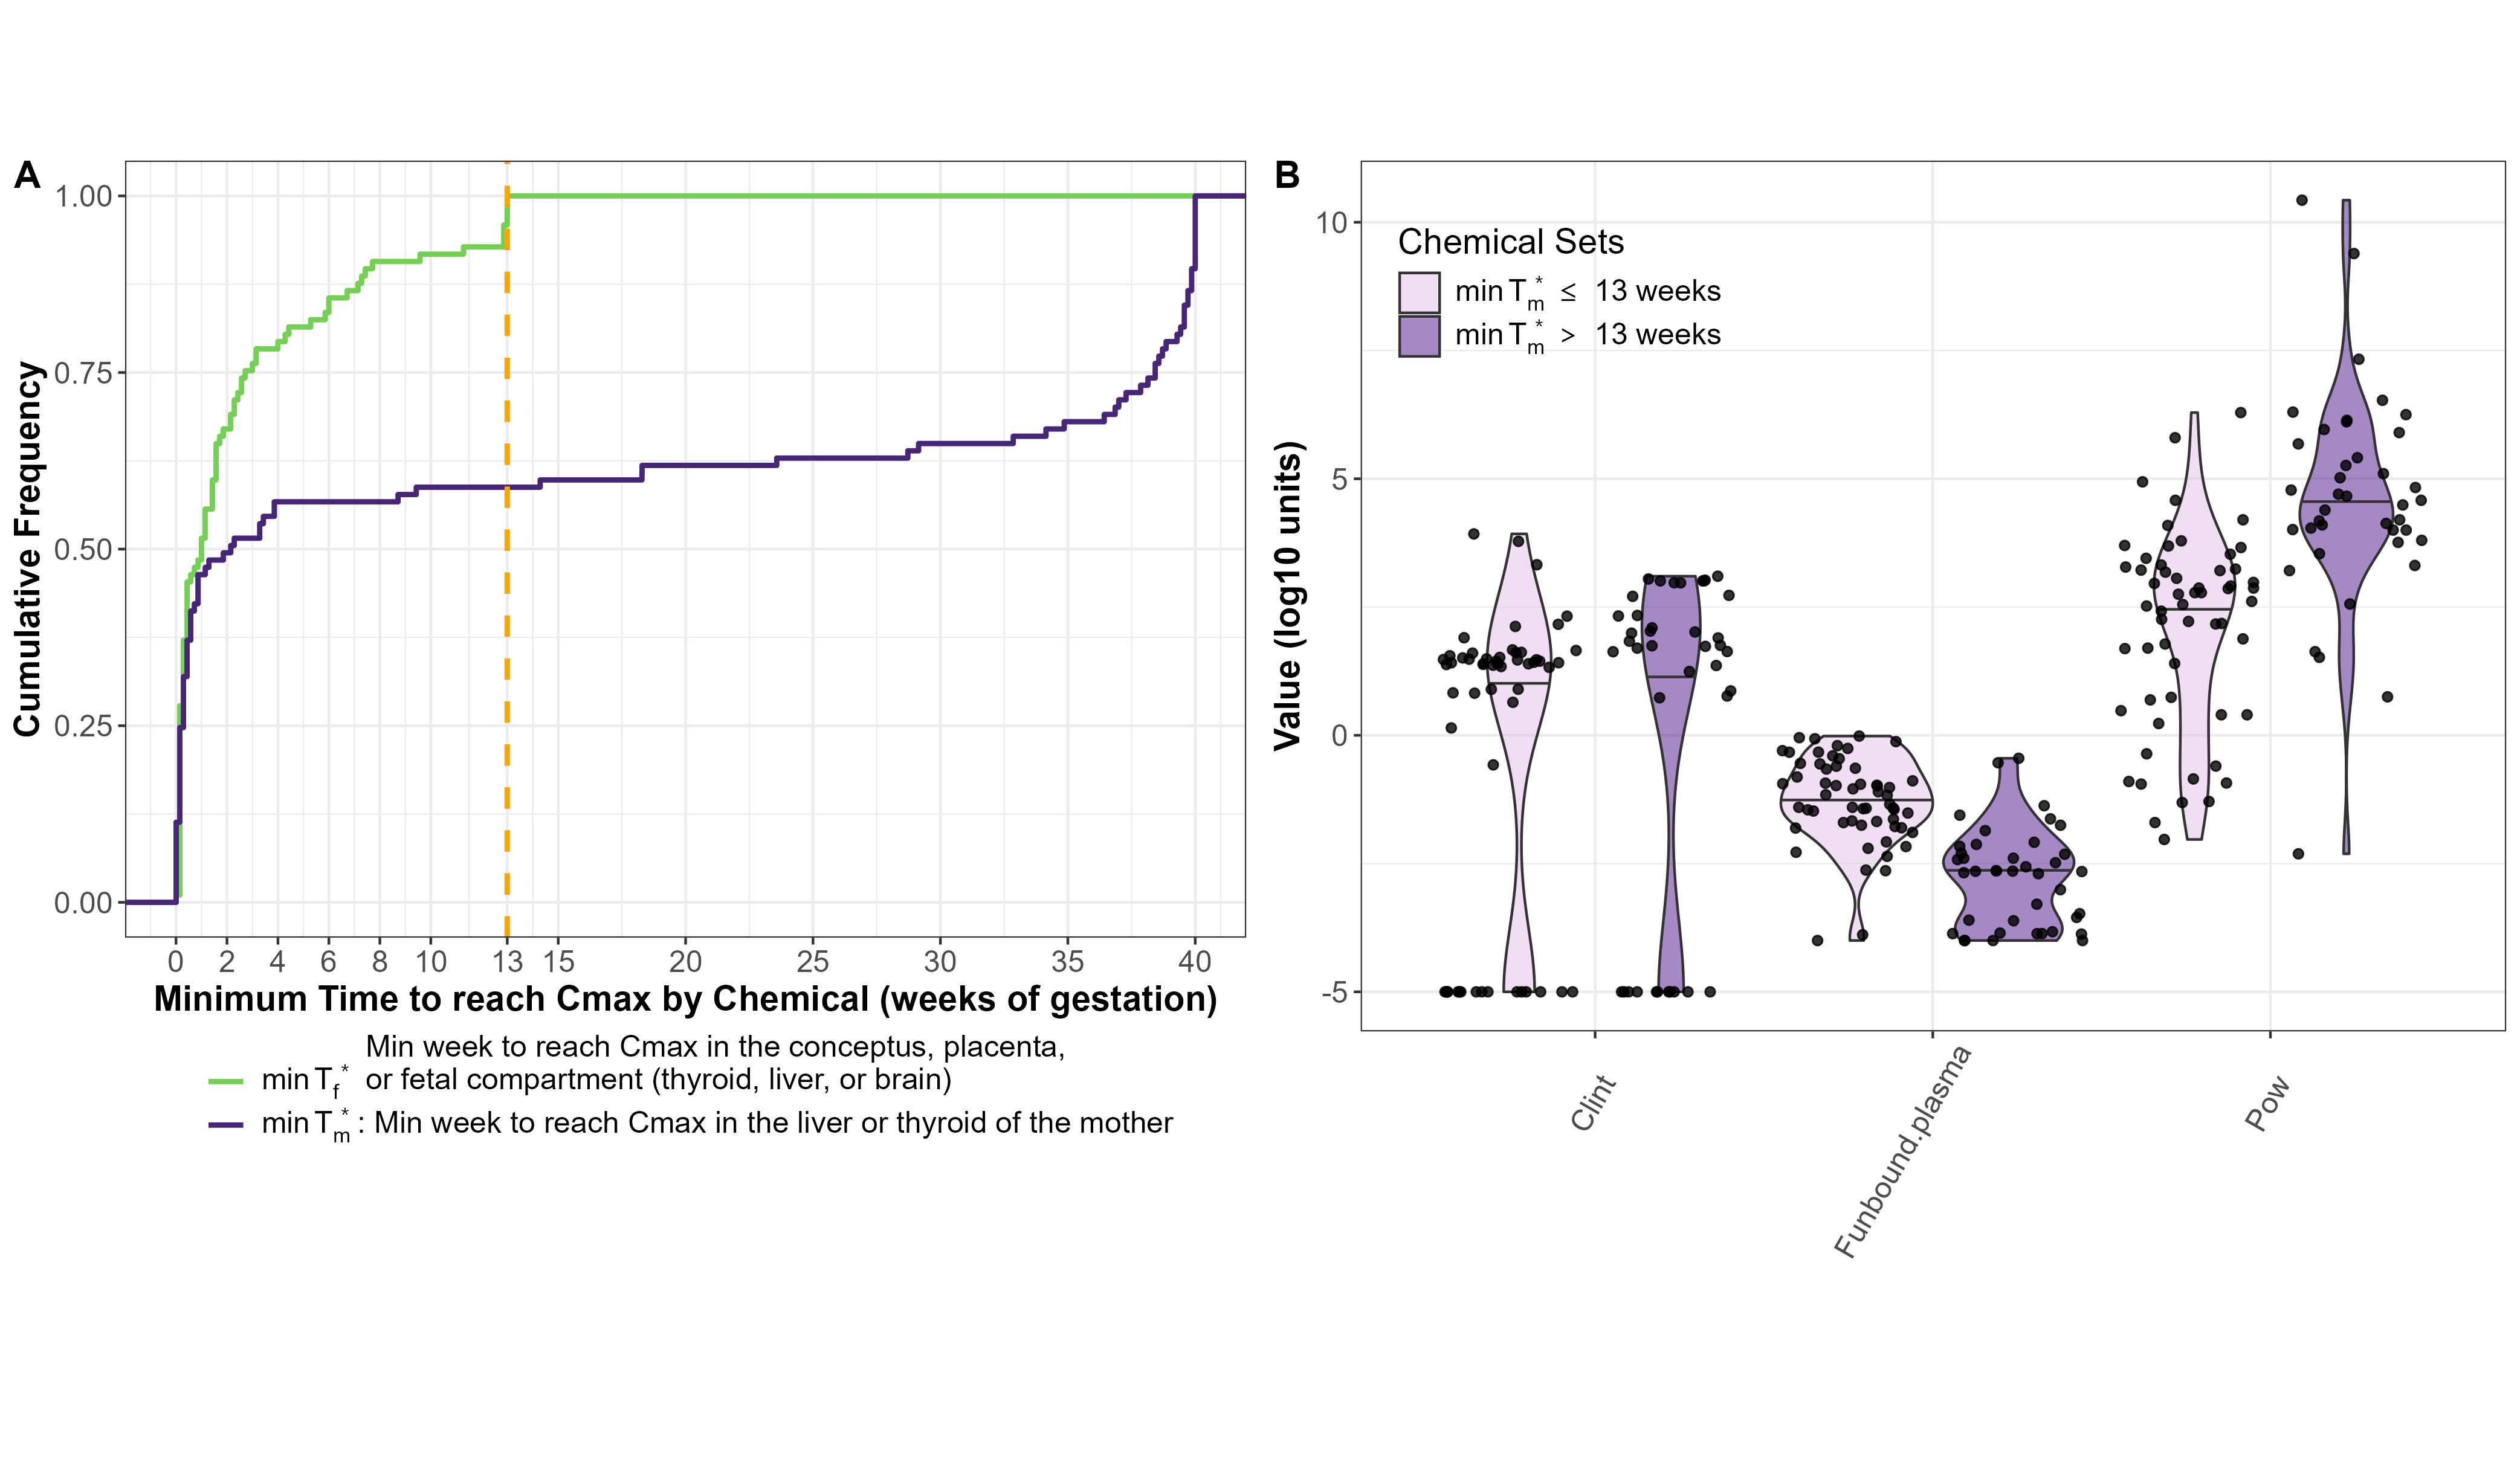 A
Cumulative Frequency
1.00
0.75
0.50
0.25
0.00
0 2 4 6 8 10 13 15 20 25 30 35 40
Minimum Time to reach Cmax by Chemical (weeks of gestation)
Min week to reach Cmax in the conceptus, placenta,
min T_f^* or fetal compartment (thyroid, liver, or brain)
min T_m^* : Min week to reach Cmax in the liver or thyroid of the mother
B
Value (log10 units)
10
5
0
-5
Chemical Sets
min T_m^* ≤ 13 weeks
min T_m^* > 13 weeks
Clint
Funbound.plasma
Pow